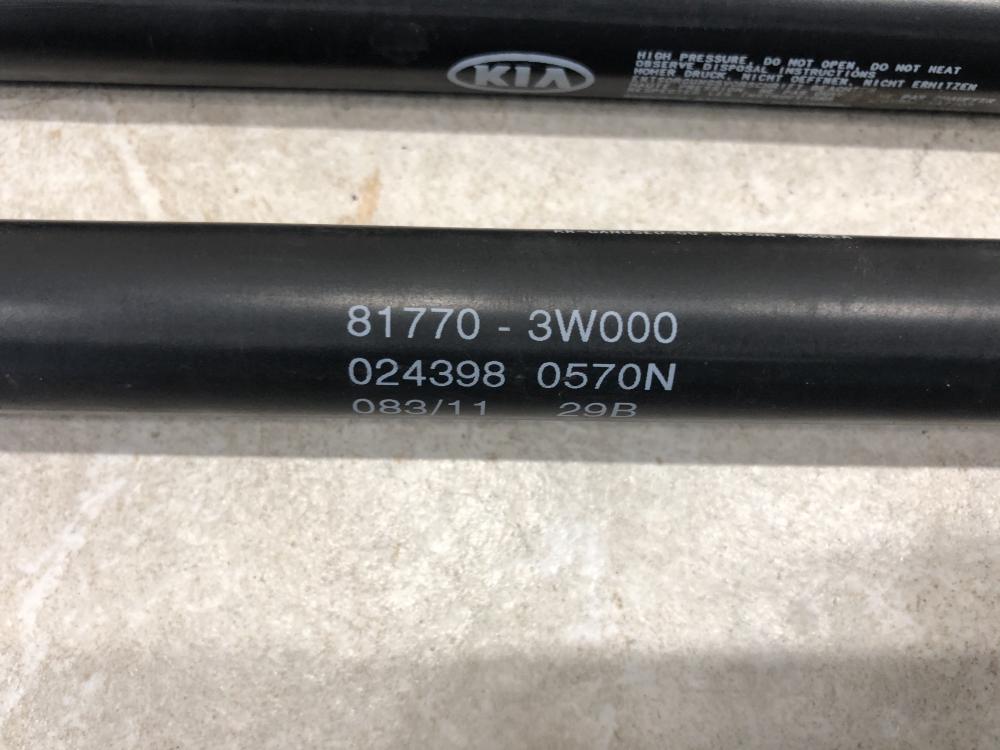 KIA
HIGH PRESSURE, DO NOT OPEN, DO NOT HEAT
OBSERVE DISPOSAL INSTRUCTIONS
HOHER DRUCK, NICHT OEFFNEN, NICHT ERHITZEN
81770 - 3W000
024398 0570N
083/11 29B